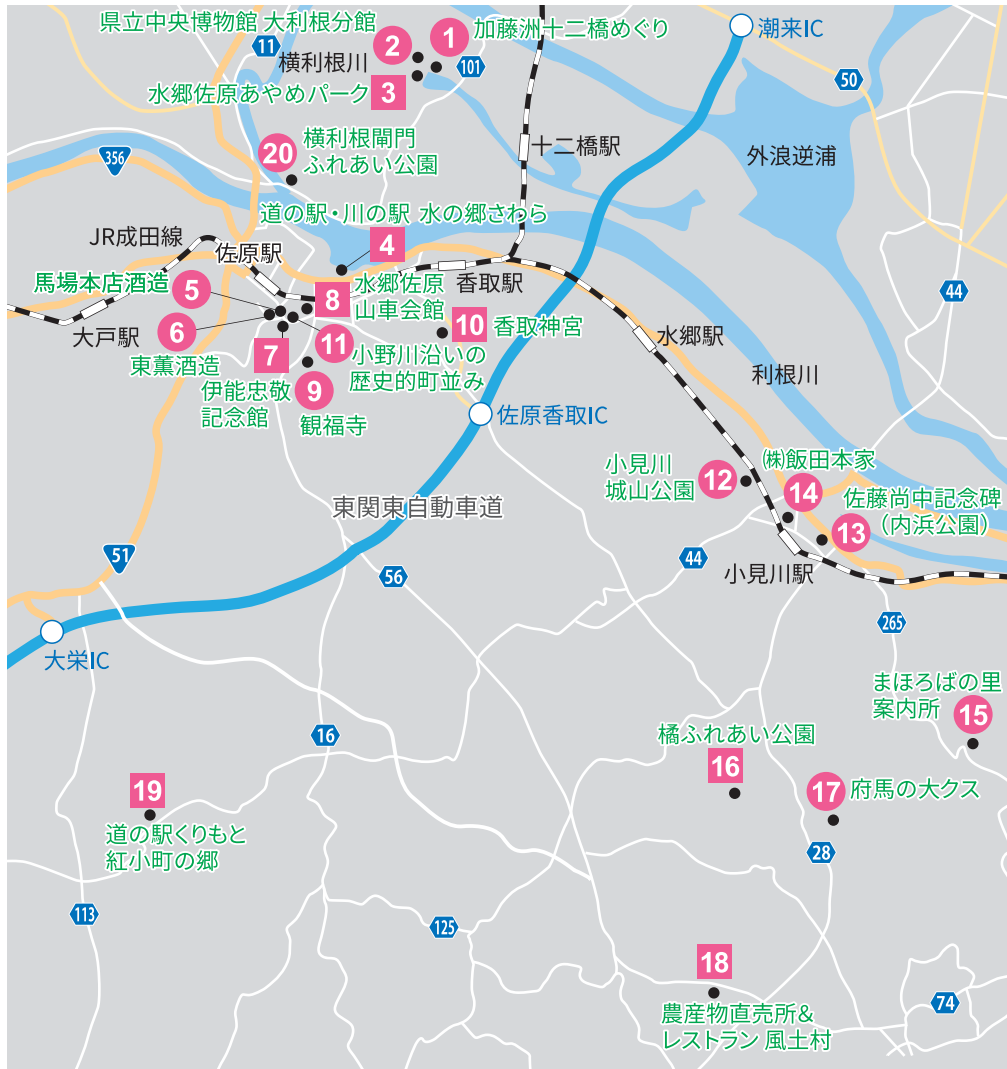 県立中央博物館 大利根分館
11
2
1
加藤洲十二橋めぐり
潮来IC
横利根川
101
水郷佐原あやめパーク
3
50
十二橋駅
外浪逆浦
356
20
横利根閘門
ふれあい公園
道の駅・川の駅 水の郷さわら
JR成田線
佐原駅
4
香取駅
馬場本店酒造
5
8
水郷佐原
山車会館
10
香取神宮
44
大戸駅
6
7
11
小野川沿いの
歴史的町並み
水郷駅
東薫酒造
伊能忠敬
記念館
9
観福寺
利根川
佐原香取IC
小見川
城山公園
12
㈱飯田本家
14
佐藤尚中記念碑
（内浜公園）
13
東関東自動車道
51
56
44
小見川駅
265
大栄IC
まほろばの里
案内所
15
16
橘ふれあい公園
16
17
府馬の大クス
19
道の駅くりもと
紅小町の郷
28
113
125
18
農産物直売所&
レストラン 風土村
74